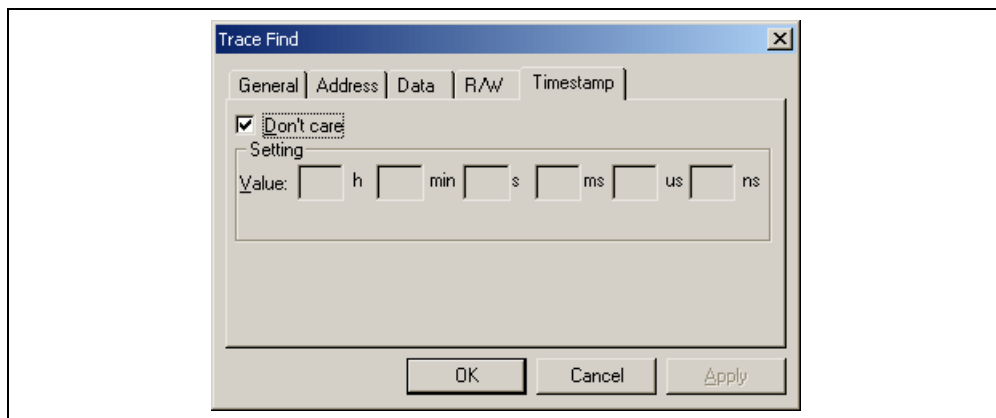 Trace Find
General Address Data R/W Timestamp
Don't care
Setting
Value: h min s ms us ns
OK Cancel Apply